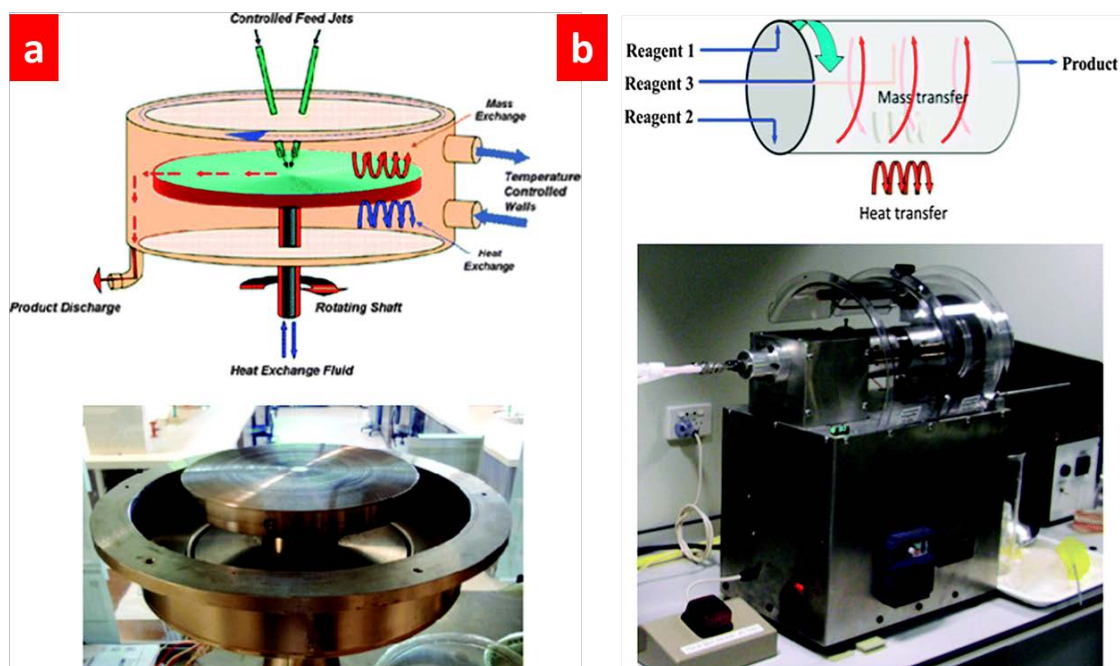 a
Controlled Feed Jets
Mass
Exchange
Temperature
Controlled
Walls
Heat
Exchange
Product Discharge
Rotating Shaft
Heat Exchange Fluid
b
Reagent 1
Reagent 3
Reagent 2
Product
Mass transfer
Heat transfer